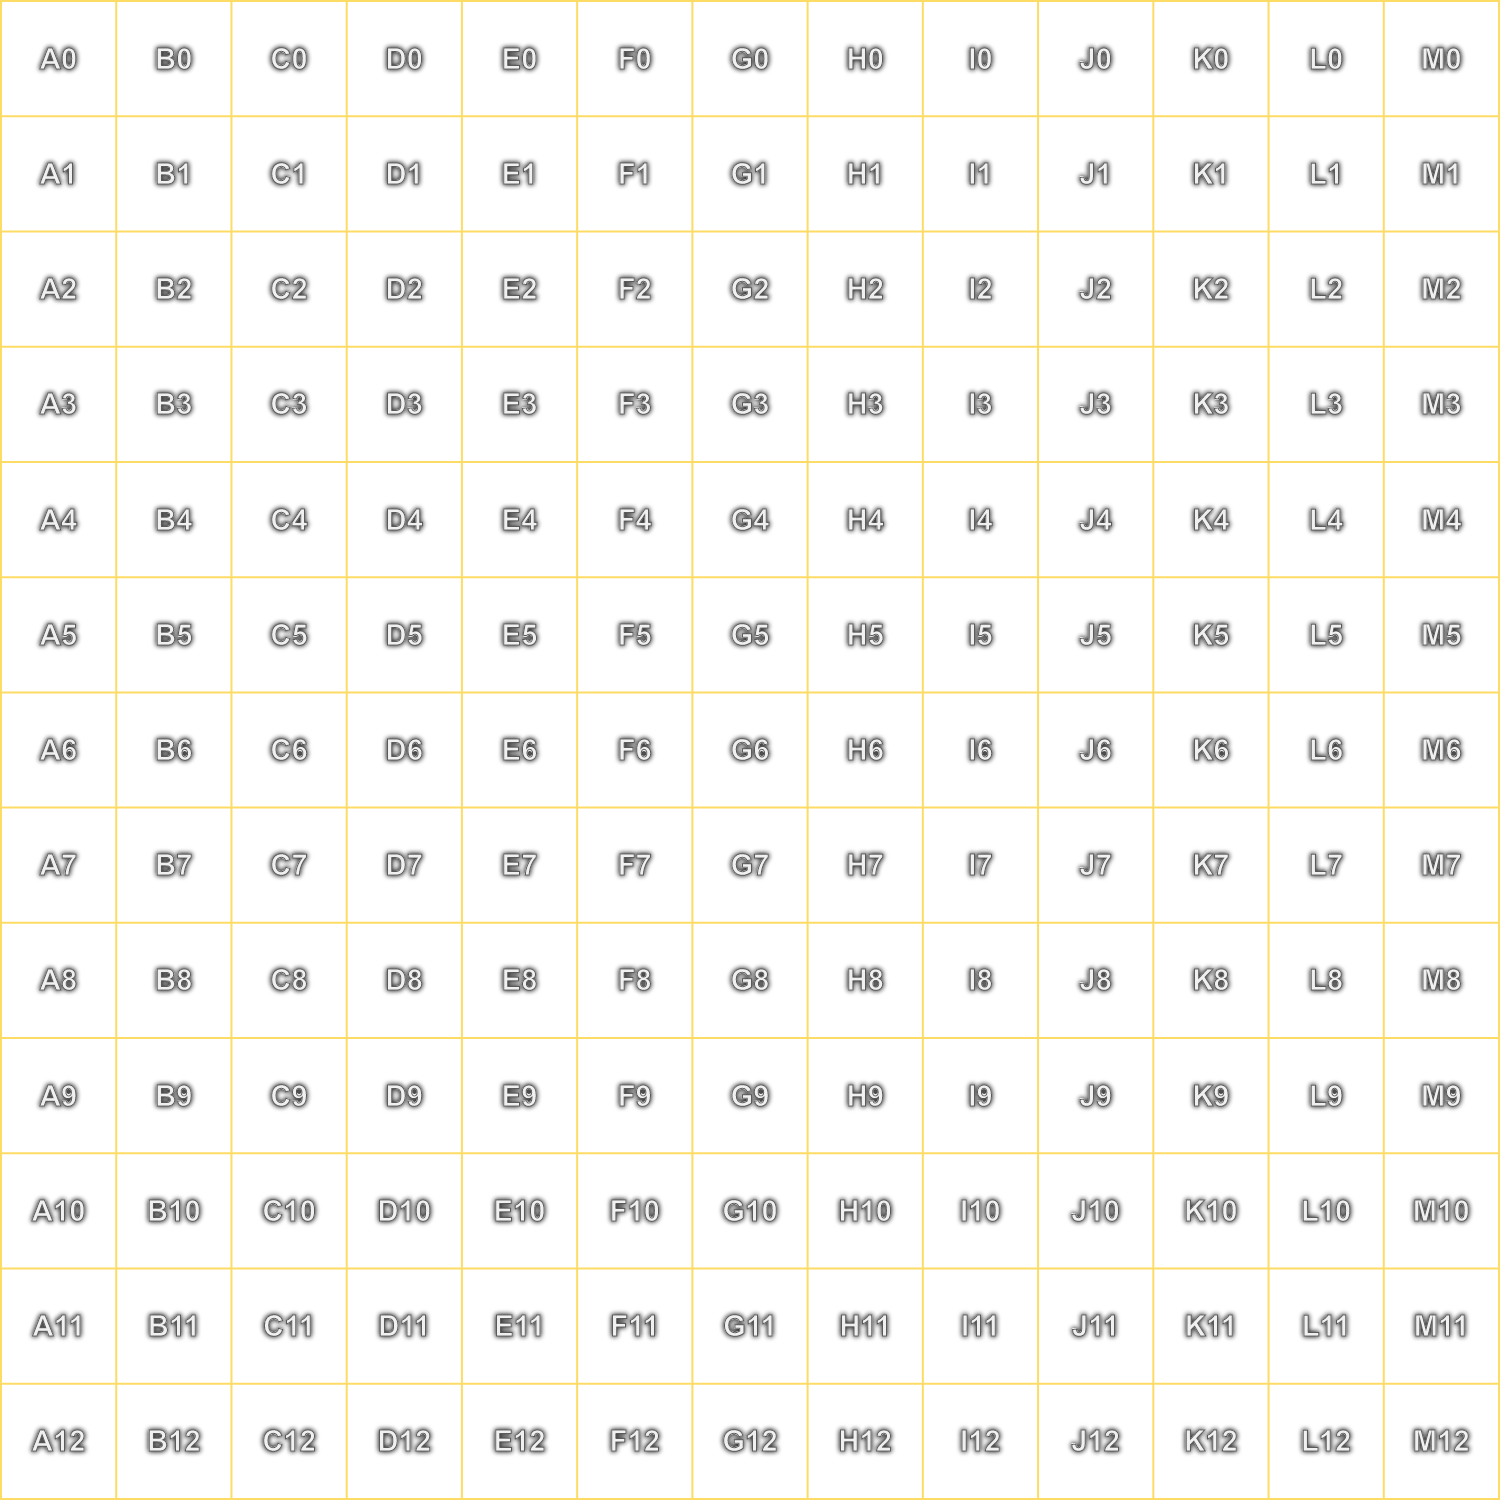 A0 B0 C0 D0 E0 F0 G0 H0 I0 J0 K0 L0 M0
A1 B1 C1 D1 E1 F1 G1 H1 I1 J1 K1 L1 M1
A2 B2 C2 D2 E2 F2 G2 H2 I2 J2 K2 L2 M2
A3 B3 C3 D3 E3 F3 G3 H3 I3 J3 K3 L3 M3
A4 B4 C4 D4 E4 F4 G4 H4 I4 J4 K4 L4 M4
A5 B5 C5 D5 E5 F5 G5 H5 I5 J5 K5 L5 M5
A6 B6 C6 D6 E6 F6 G6 H6 I6 J6 K6 L6 M6
A7 B7 C7 D7 E7 F7 G7 H7 I7 J7 K7 L7 M7
A8 B8 C8 D8 E8 F8 G8 H8 I8 J8 K8 L8 M8
A9 B9 C9 D9 E9 F9 G9 H9 I9 J9 K9 L9 M9
A10 B10 C10 D10 E10 F10 G10 H10 I10 J10 K10 L10 M10
A11 B11 C11 D11 E11 F11 G11 H11 I11 J11 K11 L11 M11
A12 B12 C12 D12 E12 F12 G12 H12 I12 J12 K12 L12 M12